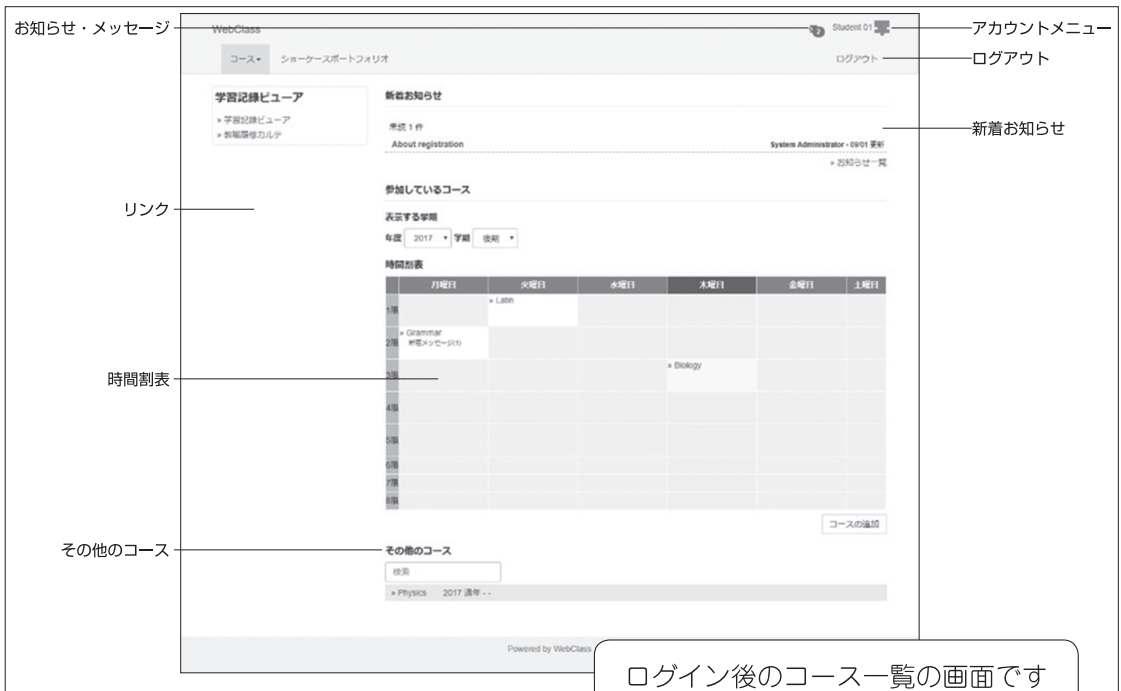 お知らせ・メッセージ
WebClass
Student 01
アカウントメニュー
コース
ショーケースポートフォリオ
ログアウト
ログアウト
学習記録ビューア
» 学習記録ビューア
» 教職履修カルテ
新着お知らせ
未読 1 件
新着お知らせ
About registration
System Administrator - 09/01 更新
» お知らせ一覧
参加しているコース
リンク
表示する学期
年度 2017 学期 後期
時間割表
月曜日 火曜日 水曜日 木曜日 金曜日 土曜日
1限 » Latin
2限 » Grammar
新着メッセージ(1)
時間割表
3限 » Biology
4限
5限
6限
7限
8限
コースの追加
その他のコース
その他のコース
検索
» Physics 2017 通年 - -
Powered by WebClass
ログイン後のコース一覧の画面です